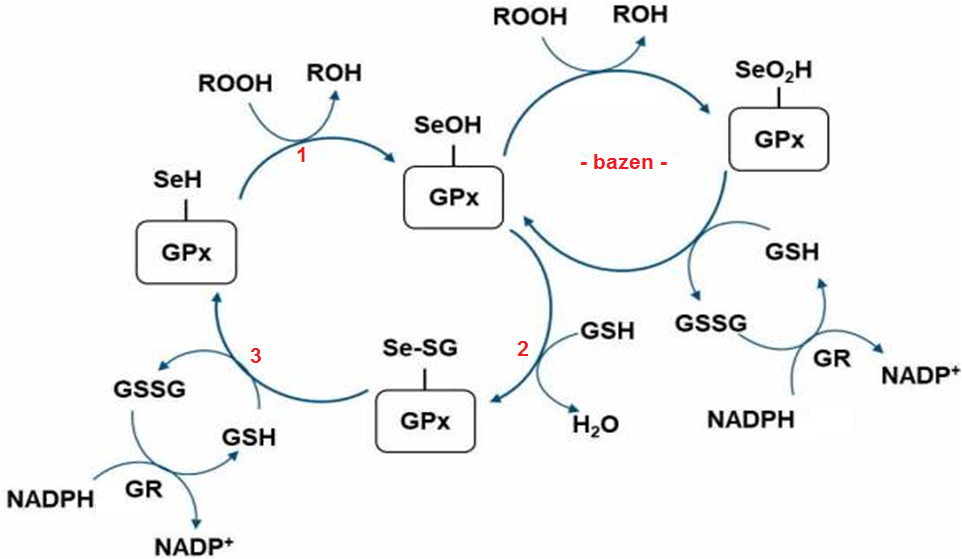 ROOH
ROH
SeO₂H
GPx
ROOH
ROH
SeOH
GPx
1
- bazen -
SeH
GPx
GSH
GSSG
GR
NADP⁺
NADPH
2
GSH
H₂O
Se-SG
GPx
3
GSSG
GSH
NADPH
GR
NADP⁺